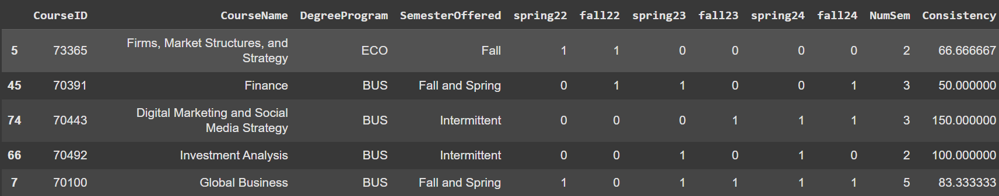 CourseID CourseName DegreeProgram SemesterOffered spring22 fall22 spring23 fall23 spring24 fall24 NumSem Consistency
5 73365 Firms, Market Structures, and
Strategy ECO Fall 1 1 0 0 0 0 2 66.666667
45 70391 Finance BUS Fall and Spring 0 1 1 0 0 1 3 50.000000
74 70443 Digital Marketing and Social
Media Strategy BUS Intermittent 0 0 0 1 1 1 3 150.000000
66 70492 Investment Analysis BUS Intermittent 0 0 1 0 1 0 2 100.000000
7 70100 Global Business BUS Fall and Spring 1 0 1 1 1 1 5 83.333333